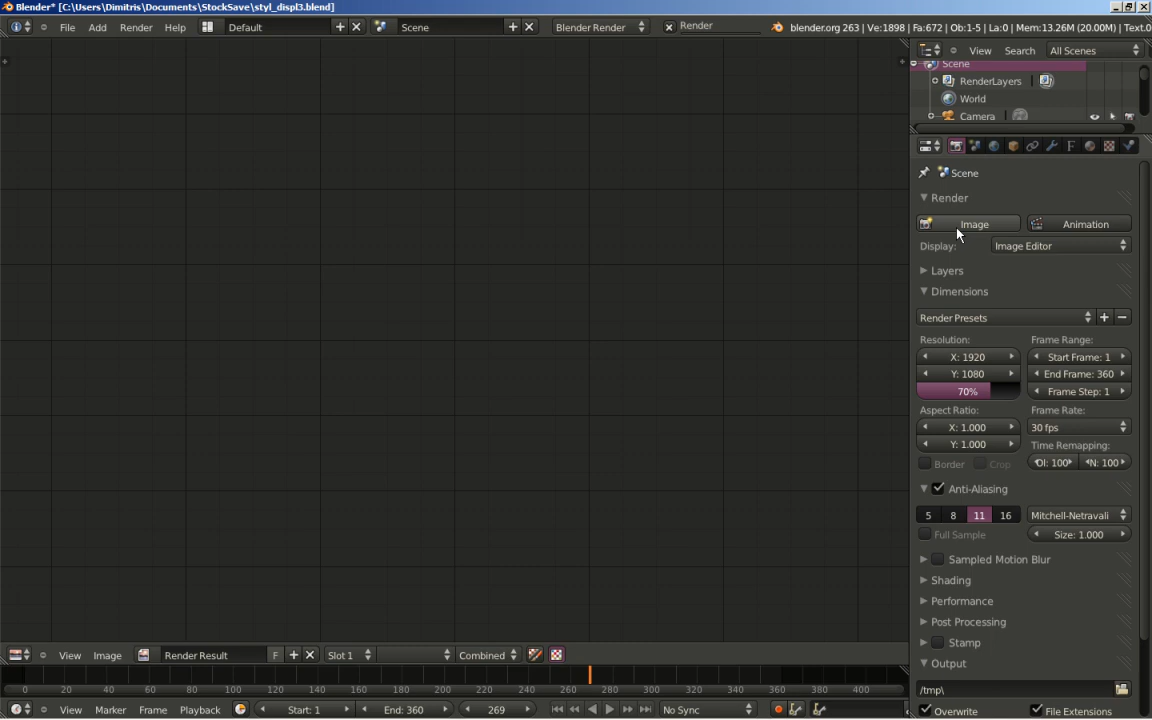 Blender* [C:\Users\Dimitris\Documents\StockSave\styl_displ3.blend]
File Add Render Help Default Scene Blender Render Render blender.org 263 | Ve:1898 | Fa:672 | Ob:1-5 | La:0 | Mem:13.26M (20.00M) | Text.0
View Search All Scenes
Scene
RenderLayers
World
Camera
Scene
Render
Image Animation
Display: Image Editor
Layers
Dimensions
Render Presets
Resolution: Frame Range:
X: 1920 Start Frame: 1
Y: 1080 End Frame: 360
70% Frame Step: 1
Aspect Ratio: Frame Rate:
X: 1.000 30 fps
Y: 1.000 Time Remapping:
Border Crop OI: 100 N: 100
Anti-Aliasing
5 8 11 16 Mitchell-Netravali
Full Sample Size: 1.000
Sampled Motion Blur
Shading
Performance
Post Processing
Stamp
Output
/tmp\
Overwrite File Extensions
View Image Render Result F Slot 1 Combined
0 20 40 60 80 100 120 140 160 180 200 220 240 260 280 300 320 340 360 380 400
View Marker Frame Playback Start: 1 End: 360 269 No Sync